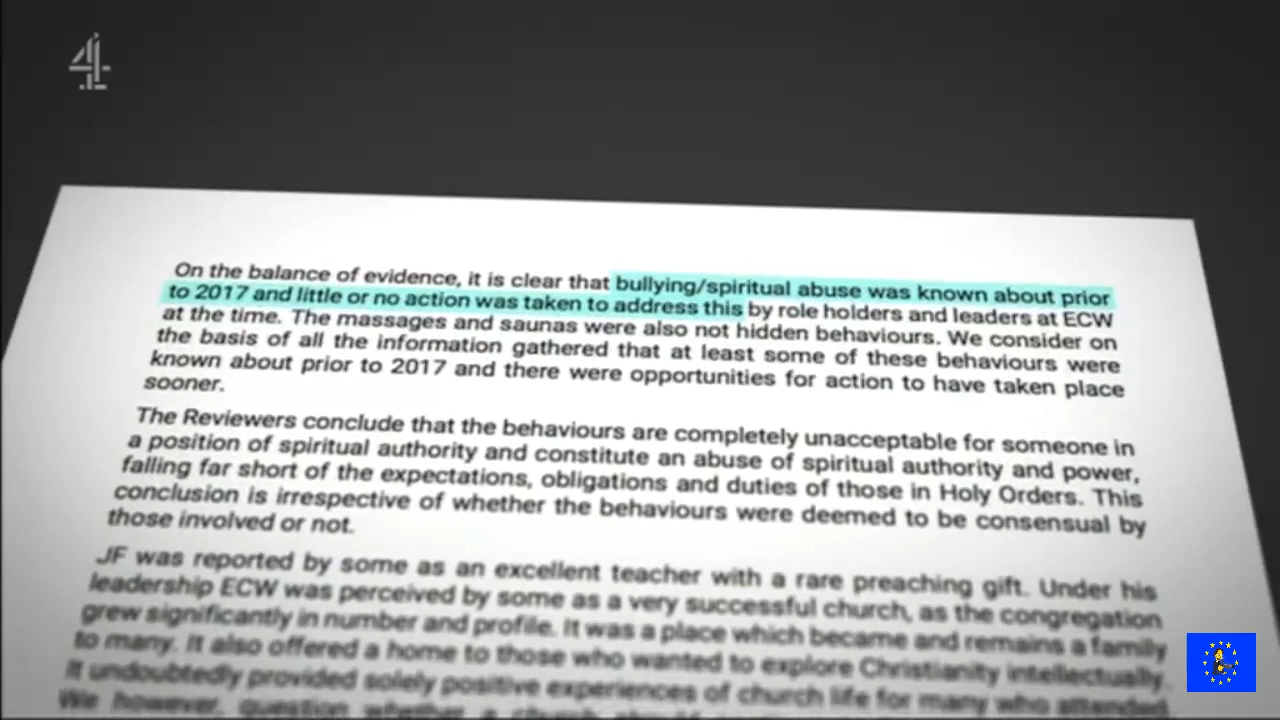 4
On the balance of evidence, it is clear that bullying/spiritual abuse was known about prior
to 2017 and little or no action was taken to address this by role holders and leaders at ECW
at the time. The massages and saunas were also not hidden behaviours. We consider on
the basis of all the information gathered that at least some of these behaviours were
known about prior to 2017 and there were opportunities for action to have taken place
sooner.
The Reviewers conclude that the behaviours are completely unacceptable for someone in
a position of spiritual authority and constitute an abuse of spiritual authority and power,
falling far short of the expectations, obligations and duties of those in Holy Orders. This
conclusion is irrespective of whether the behaviours were deemed to be consensual by
those involved or not.
JF was reported by some as an excellent teacher with a rare preaching gift. Under his
leadership ECW was perceived by some as a very successful church, as the congregation
grew significantly in number and profile. It was a place which became and remains a family
to many. It also offered a home to those who wanted to explore Christianity intellectually.
It undoubtedly provided solely positive experiences of church life for many who attended.
We however, question whether a church